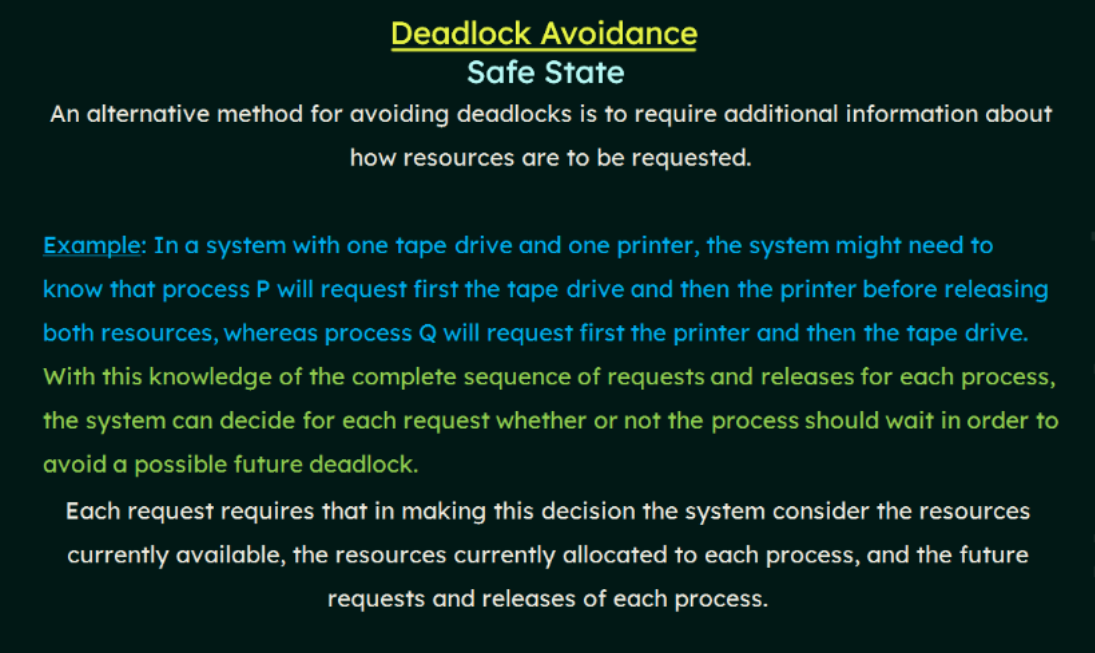 Deadlock Avoidance
Safe State
An alternative method for avoiding deadlocks is to require additional information about
how resources are to be requested.
Example: In a system with one tape drive and one printer, the system might need to
know that process P will request first the tape drive and then the printer before releasing
both resources, whereas process Q will request first the printer and then the tape drive.
With this knowledge of the complete sequence of requests and releases for each process,
the system can decide for each request whether or not the process should wait in order to
avoid a possible future deadlock.
Each request requires that in making this decision the system consider the resources
currently available, the resources currently allocated to each process, and the future
requests and releases of each process.